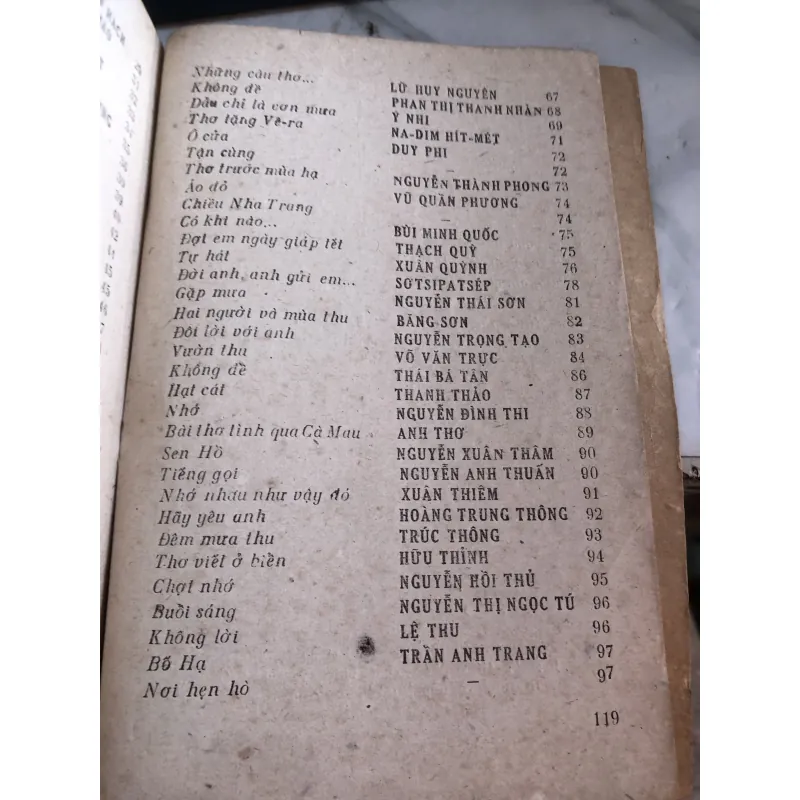 Những câu thơ... LỮ HUY NGUYÊN 67
Không đề PHAN THỊ THANH NHÀN 68
Dẫu chỉ là cơn mưa Ý NHI 69
Thơ tặng Vê-ra NA-DIM HÍT-MÉT 71
Ô cửa DUY PHI 72
Tận cùng – 72
Thơ trước mùa hạ NGUYỄN THÀNH PHONG 73
Áo đỏ VŨ QUẦN PHƯƠNG 74
Chiều Nha Trang – 74
Có khi nào... BÙI MINH QUỐC 75
Đợi em ngày giáp tết THẠCH QUỲ 75
Tự hát XUÂN QUỲNH 76
Đời anh, anh gửi em... SỐTSIPATSÉP 78
Gặp mưa NGUYỄN THÁI SƠN 81
Hai người và mùa thu BĂNG SƠN 82
Đôi lời với anh NGUYỄN TRỌNG TẠO 83
Vườn thu VÕ VĂN TRỰC 84
Không đề THÁI BÁ TÂN 86
Hạt cát THANH THẢO 87
Nhớ NGUYỄN ĐÌNH THI 88
Bài thơ tình qua Cà Mau ANH THƠ 89
Sen Hồ NGUYỄN XUÂN THÂM 90
Tiếng gọi NGUYỄN ANH THUẤN 90
Nhớ nhau như vậy đó XUÂN THIÊM 91
Hãy yêu anh HOÀNG TRUNG THÔNG 92
Đêm mưa thu TRÚC THÔNG 93
Thơ viết ở biển HỮU THỈNH 94
Chợt nhớ NGUYỄN HỒI THỦ 95
Buổi sáng NGUYỄN THỊ NGỌC TÚ 96
Không lời LỆ THU 96
Bố Hạ TRẦN ANH TRANG 97
Nơi hẹn hò – 97
119